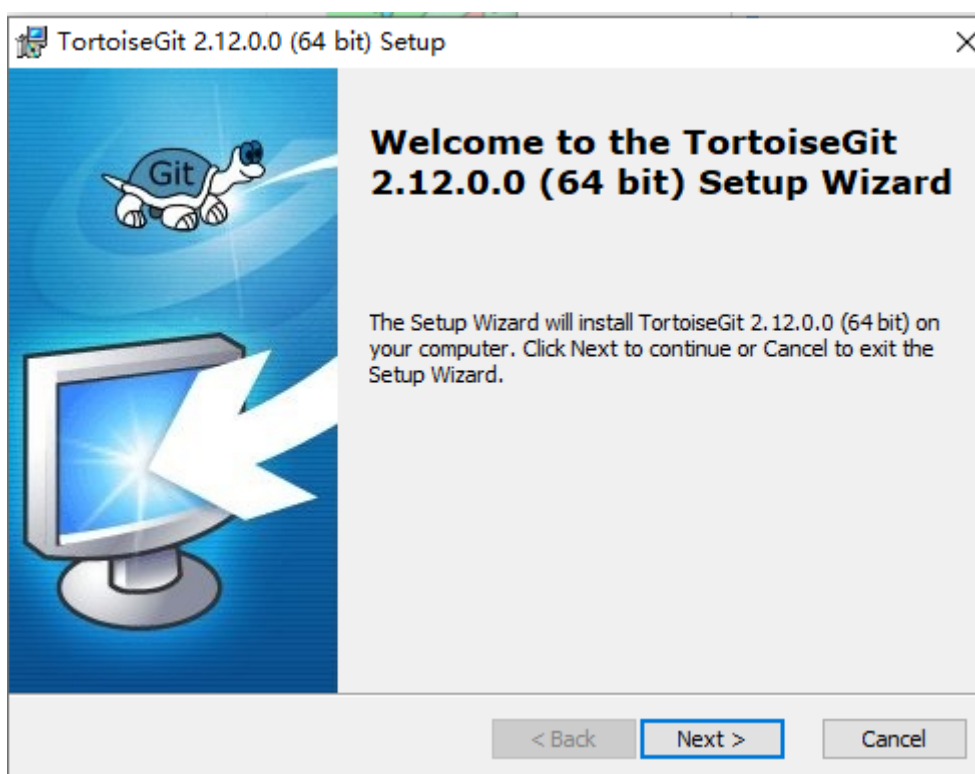 TortoiseGit 2.12.0.0 (64 bit) Setup
Git
Welcome to the TortoiseGit
2.12.0.0 (64 bit) Setup Wizard
The Setup Wizard will install TortoiseGit 2.12.0.0 (64 bit) on
your computer. Click Next to continue or Cancel to exit the
Setup Wizard.
< Back Next > Cancel